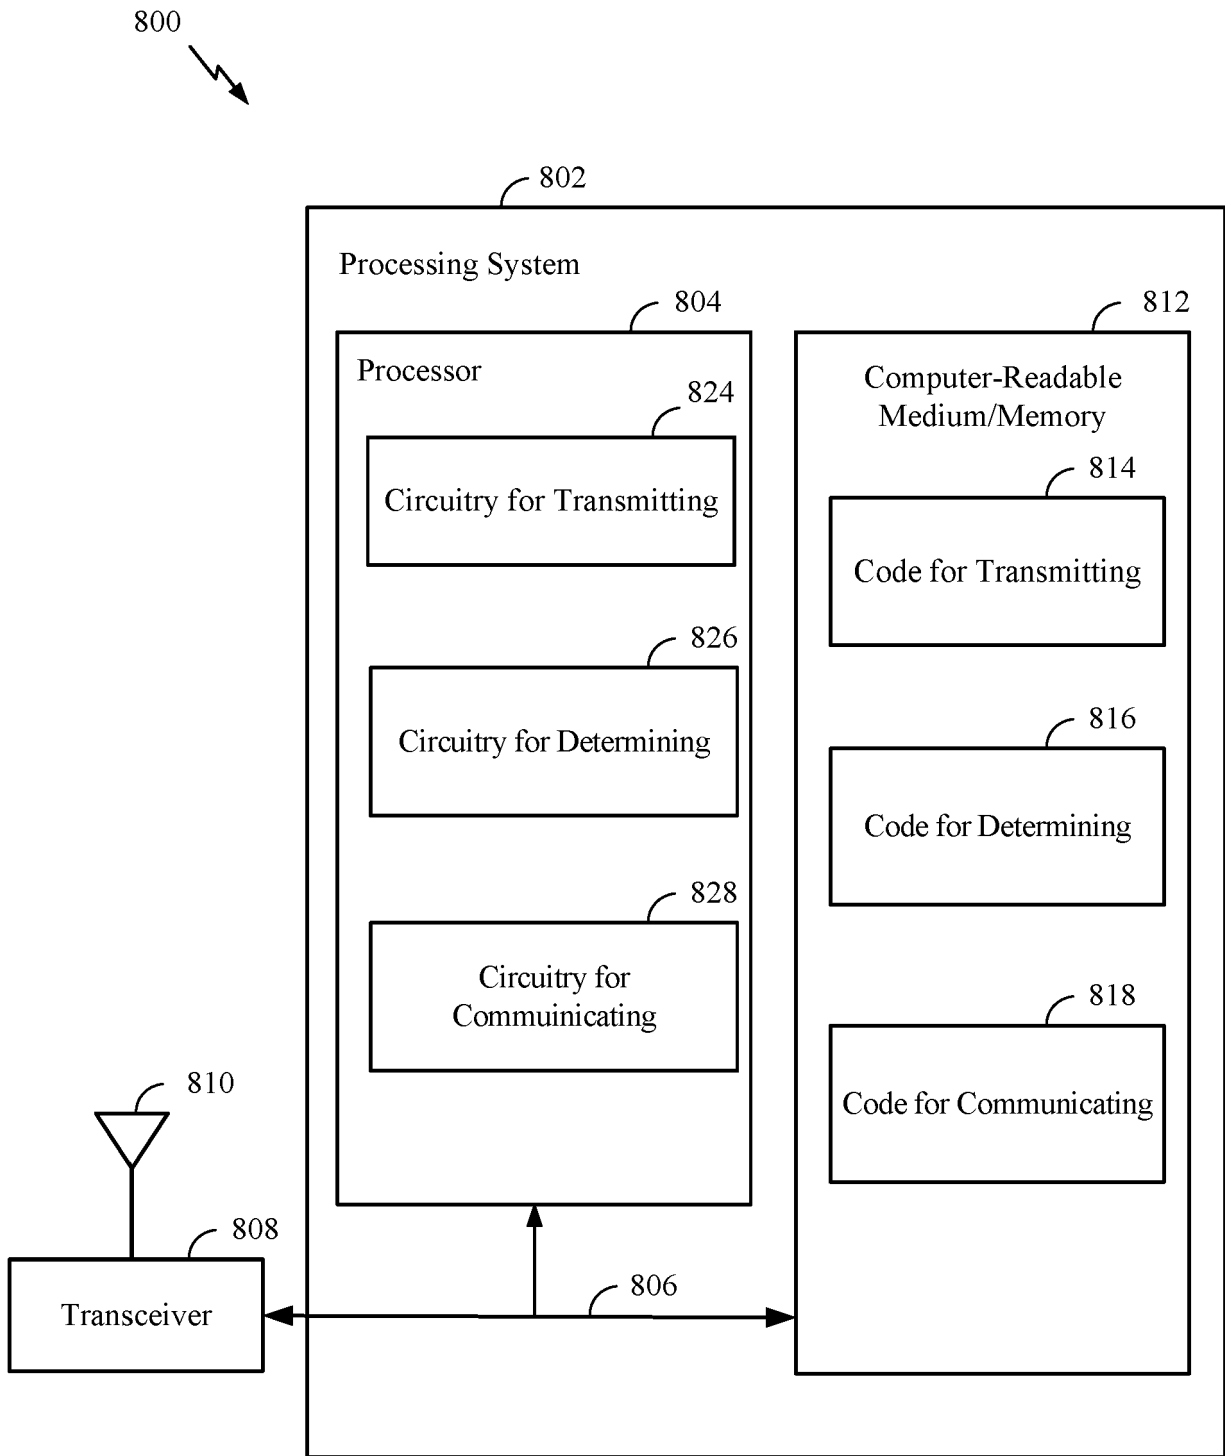 800
802
Processing System
804
812
Processor
Computer-Readable
Medium/Memory
824
Circuitry for Transmitting
814
Code for Transmitting
826
Circuitry for Determining
816
Code for Determining
828
Circuitry for
Commuinicating
818
Code for Communicating
810
808
Transceiver
806